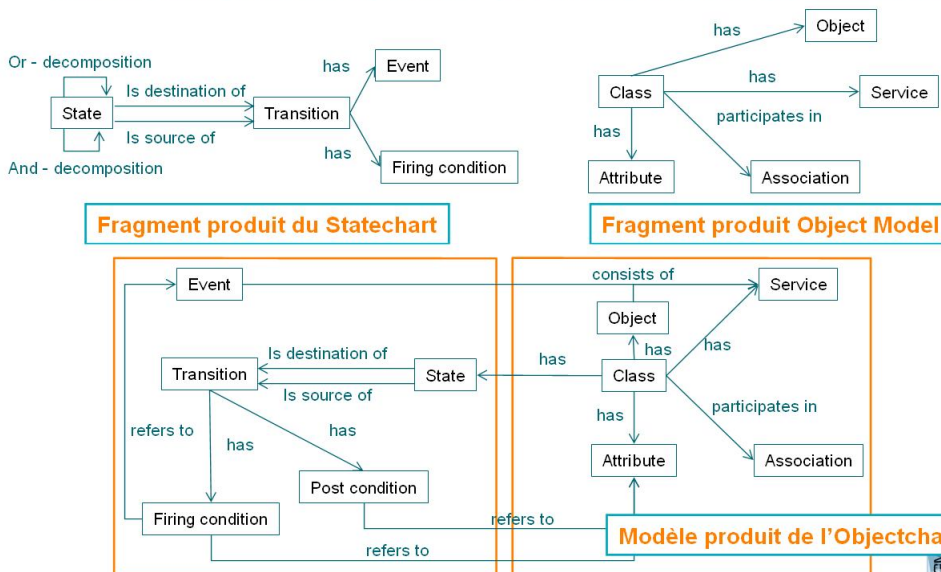 has
Object
Or - decomposition
has
Event
Is destination of
State
Transition
Class
has
Service
Is source of
has
participates in
has
And - decomposition
Firing condition
Attribute
Association
Fragment produit du Statechart
Fragment produit Object Model
Event
consists of
Service
Object
Is destination of
has
has
has
Transition
State
Class
Is source of
has
participates in
refers to
has
has
Attribute
Association
Post condition
Firing condition
refers to
Modèle produit de l'Objectcha
refers to